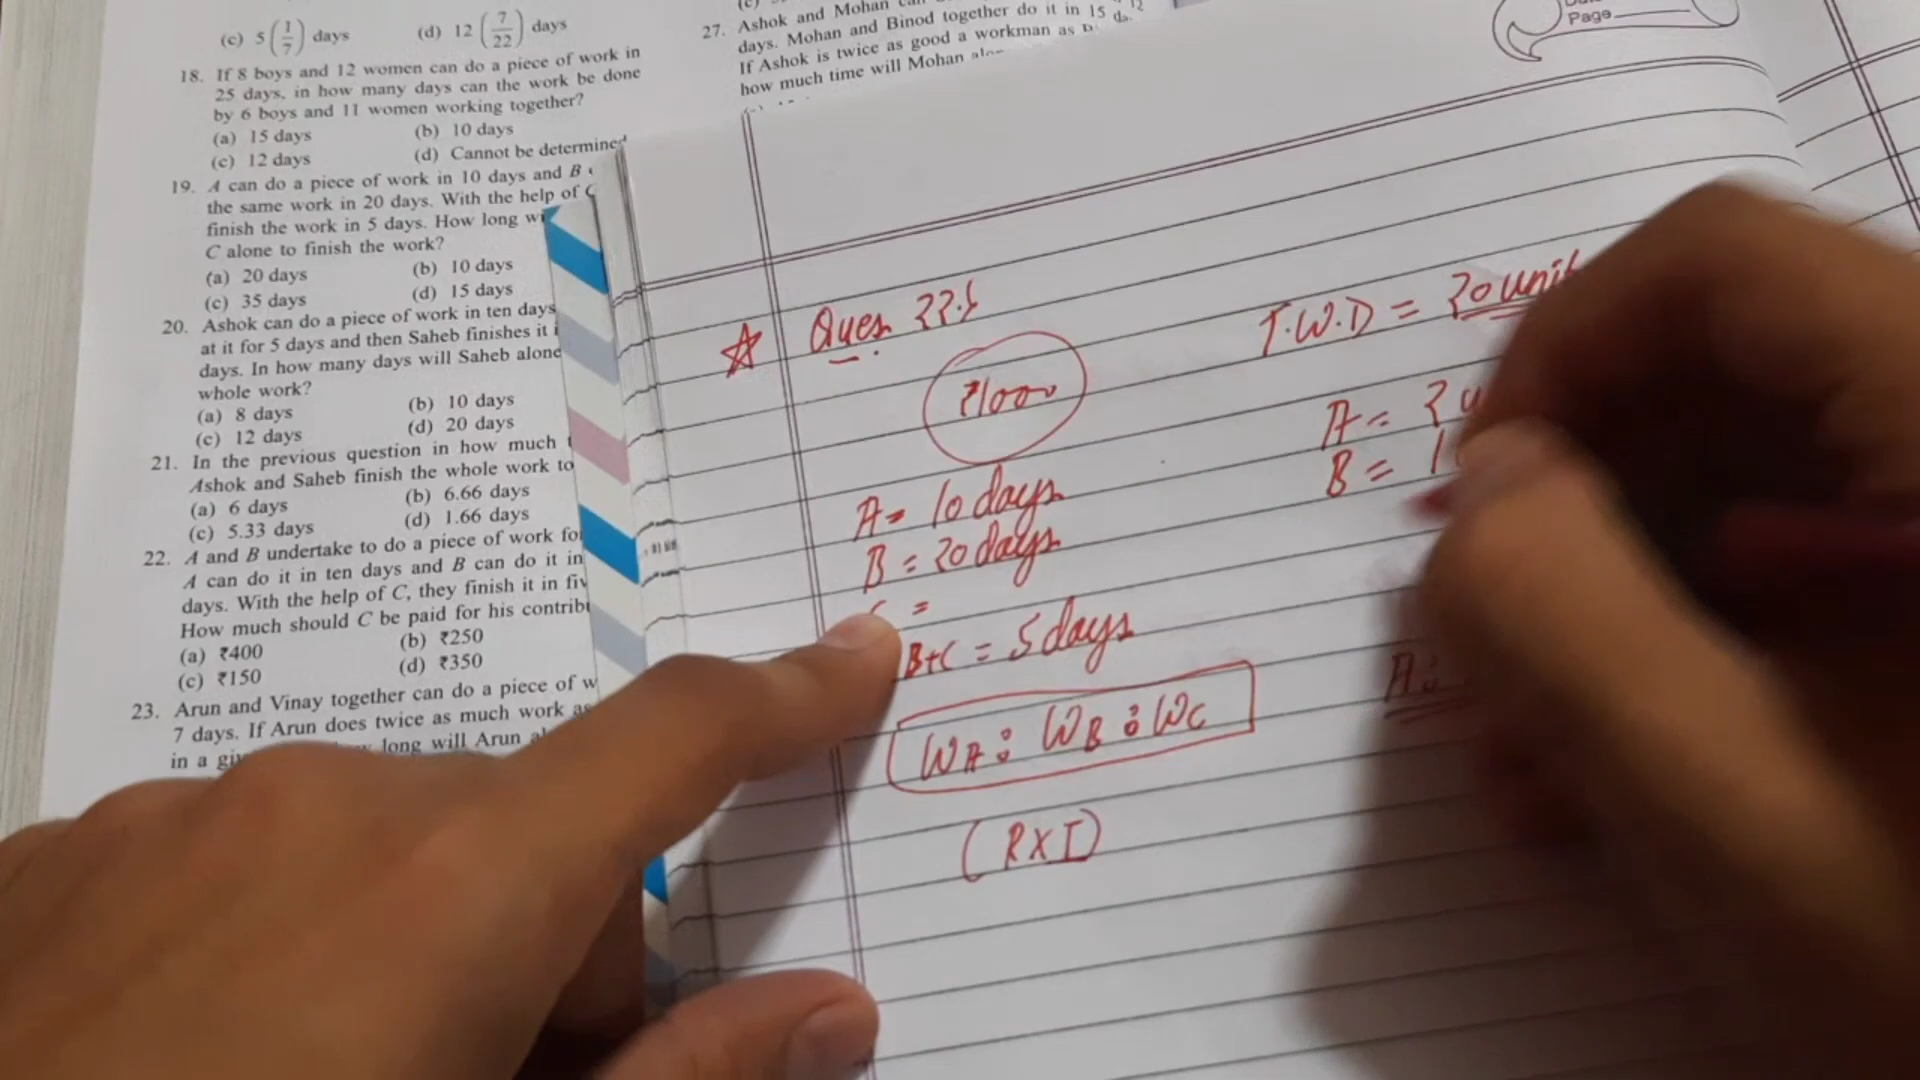 (c) 5 (1/7) days (d) 12 (7/22) days
18. If 8 boys and 12 women can do a piece of work in
25 days, in how many days can the work be done
by 6 boys and 11 women working together?
(a) 15 days (b) 10 days
(c) 12 days (d) Cannot be determined
19. A can do a piece of work in 10 days and B
the same work in 20 days. With the help of C
finish the work in 5 days. How long
C alone to finish the work?
(a) 20 days (b) 10 days
(c) 35 days (d) 15 days
20. Ashok can do a piece of work in ten days
at it for 5 days and then Saheb finishes it
days. In how many days will Saheb alone
whole work?
(a) 8 days (b) 10 days
(c) 12 days (d) 20 days
21. In the previous question in how much
Ashok and Saheb finish the whole work
(a) 6 days (b) 6.66 days
(c) 5.33 days (d) 1.66 days
22. A and B undertake to do a piece of work
A can do it in ten days and B can do it in
days. With the help of C, they finish it in
How much should C be paid for his
(a) ₹400 (b) ₹250
(c) ₹150 (d) ₹350
23. Arun and Vinay together can do a piece of
7 days. If Arun does twice as much work
in a long will Arun
27. Ashok and Mohan can
days. Mohan and Binod together do it in 15
If Ashok is twice as good a workman as
how much time will Mohan
Page
Ques 22.}
₹1000
A = 10 days
B = 20 days
=
B+C = 5 days
WA : WB : WC
(R×I)
T.W.D = 20 unit
A = 2
B = 1
A :